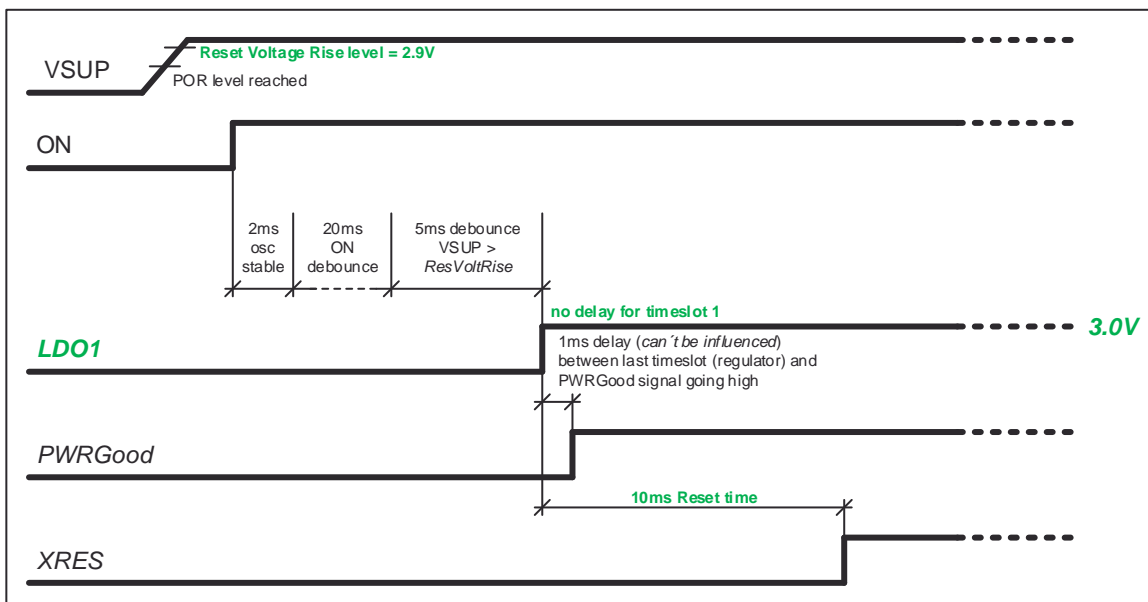 Reset Voltage Rise level = 2.9V
VSUP
POR level reached
ON
2ms
osc
stable
20ms
ON
debounce
5ms debounce
VSUP >
ResVoltRise
no delay for timeslot 1
LDO1
3.0V
1ms delay (can´t be influenced)
between last timeslot (regulator) and
PWRGood signal going high
PWRGood
10ms Reset time
XRES